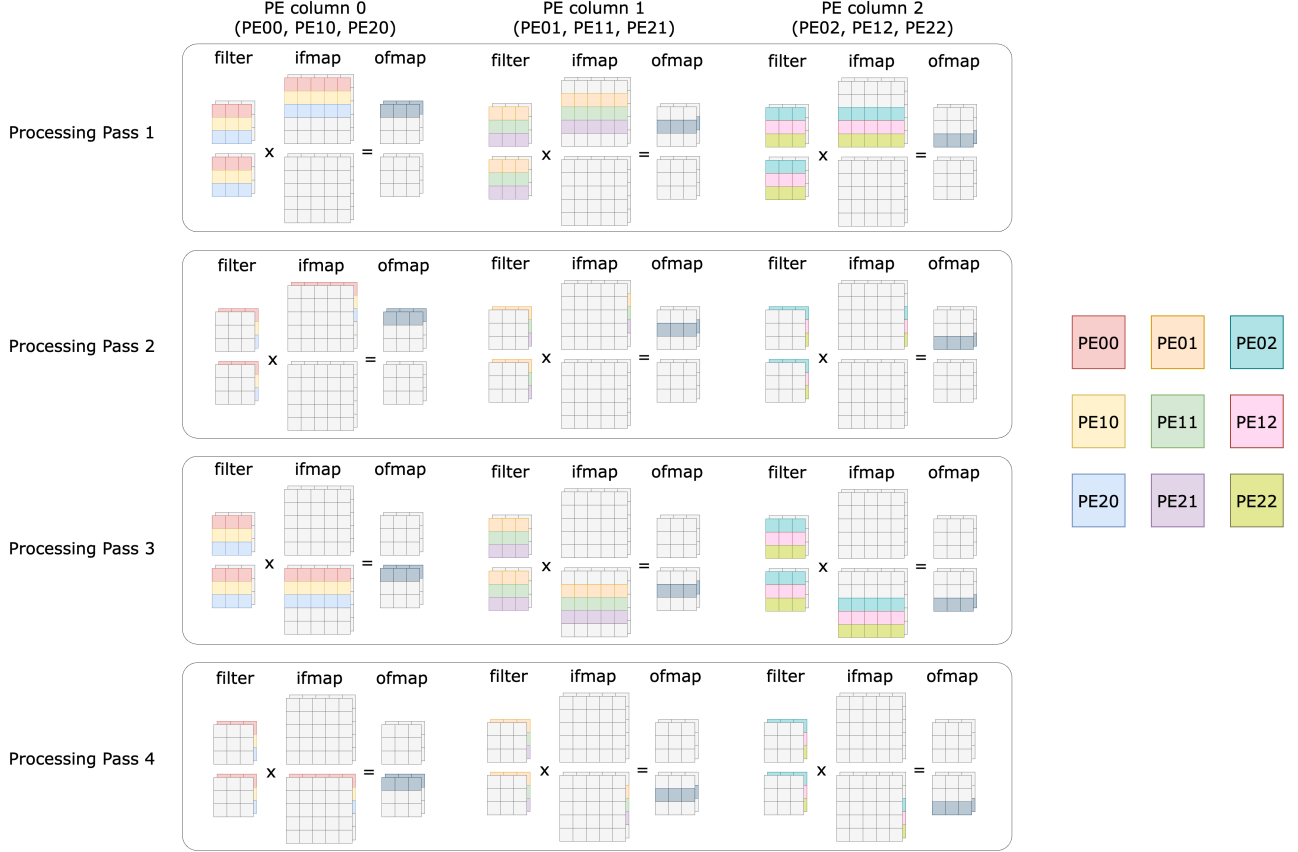 PE column 0
(PE00, PE10, PE20)
PE column 1
(PE01, PE11, PE21)
PE column 2
(PE02, PE12, PE22)
Processing Pass 1
filter ifmap ofmap
x =
filter ifmap ofmap
x =
filter ifmap ofmap
x =
Processing Pass 2
filter ifmap ofmap
x =
filter ifmap ofmap
x =
filter ifmap ofmap
x =
Processing Pass 3
filter ifmap ofmap
x =
filter ifmap ofmap
x =
filter ifmap ofmap
x =
Processing Pass 4
filter ifmap ofmap
x =
filter ifmap ofmap
x =
filter ifmap ofmap
x =
PE00 PE01 PE02
PE10 PE11 PE12
PE20 PE21 PE22